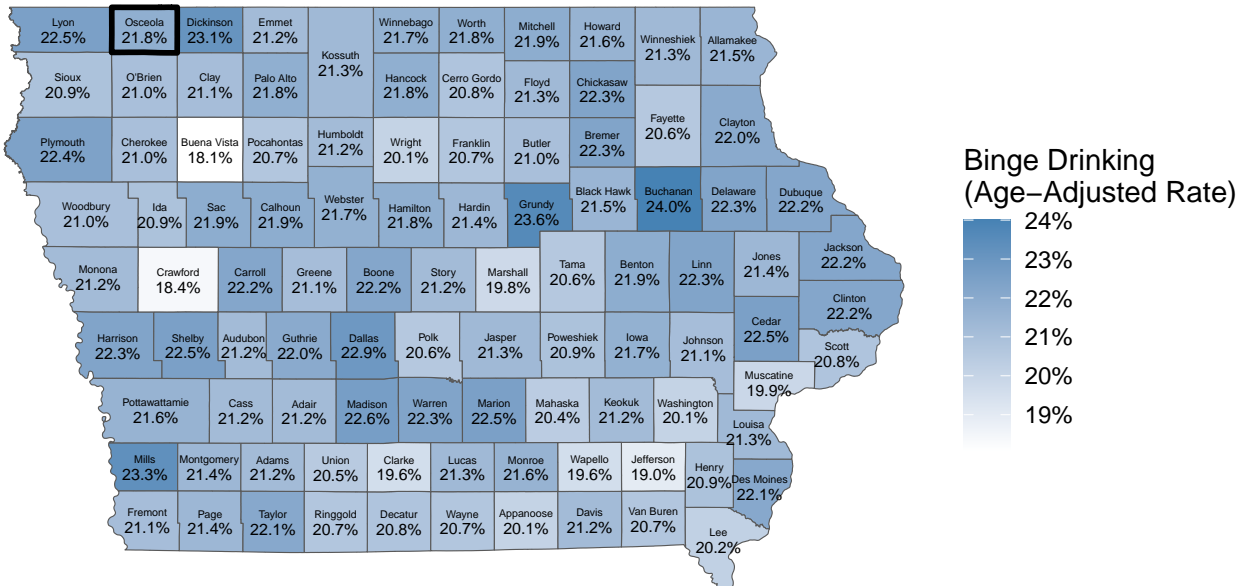 Lyon
22.5%
Osceola
21.8%
Dickinson
23.1%
Emmet
21.2%
Kossuth
21.3%
Winnebago
21.7%
Worth
21.8%
Mitchell
21.9%
Howard
21.6%
Winneshiek
21.3%
Allamakee
21.5%
Sioux
20.9%
O'Brien
21.0%
Clay
21.1%
Palo Alto
21.8%
Hancock
21.8%
Cerro Gordo
20.8%
Floyd
21.3%
Chickasaw
22.3%
Fayette
20.6%
Clayton
22.0%
Plymouth
22.4%
Cherokee
21.0%
Buena Vista
18.1%
Pocahontas
20.7%
Humboldt
21.2%
Wright
20.1%
Franklin
20.7%
Butler
21.0%
Bremer
22.3%
Woodbury
21.0%
Ida
20.9%
Sac
21.9%
Calhoun
21.9%
Webster
21.7%
Hamilton
21.8%
Hardin
21.4%
Grundy
23.6%
Black Hawk
21.5%
Buchanan
24.0%
Delaware
22.3%
Dubuque
22.2%
Monona
21.2%
Crawford
18.4%
Carroll
22.2%
Greene
21.1%
Boone
22.2%
Story
21.2%
Marshall
19.8%
Tama
20.6%
Benton
21.9%
Linn
22.3%
Jones
21.4%
Jackson
22.2%
Clinton
22.2%
Harrison
22.3%
Shelby
22.5%
Audubon
21.2%
Guthrie
22.0%
Dallas
22.9%
Polk
20.6%
Jasper
21.3%
Poweshiek
20.9%
Iowa
21.7%
Johnson
21.1%
Cedar
22.5%
Scott
20.8%
Muscatine
19.9%
Pottawattamie
21.6%
Cass
21.2%
Adair
21.2%
Madison
22.6%
Warren
22.3%
Marion
22.5%
Mahaska
20.4%
Keokuk
21.2%
Washington
20.1%
Louisa
21.3%
Mills
23.3%
Montgomery
21.4%
Adams
21.2%
Union
20.5%
Clarke
19.6%
Lucas
21.3%
Monroe
21.6%
Wapello
19.6%
Jefferson
19.0%
Henry
20.9%
Des Moines
22.1%
Fremont
21.1%
Page
21.4%
Taylor
22.1%
Ringgold
20.7%
Decatur
20.8%
Wayne
20.7%
Appanoose
20.1%
Davis
21.2%
Van Buren
20.7%
Lee
20.2%
Binge Drinking
(Age−Adjusted Rate)
24%
23%
22%
21%
20%
19%